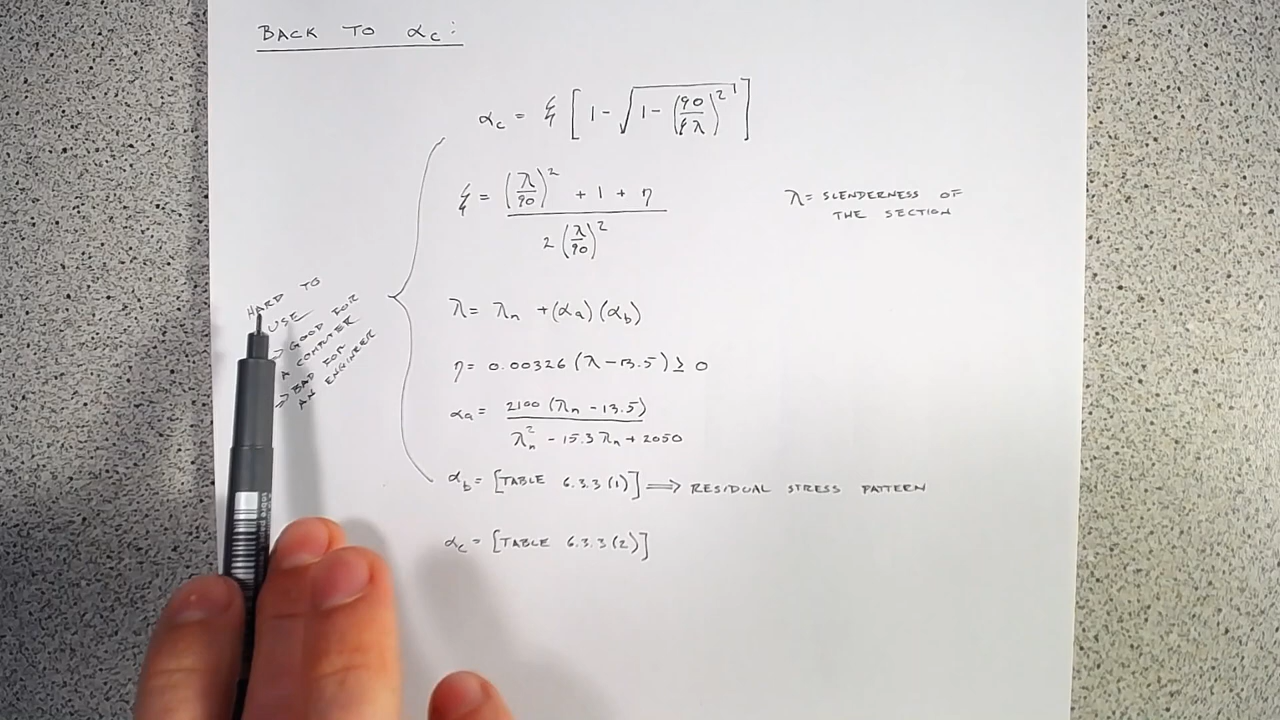 BACK TO αc:
αc = ξ [1 - √(1 - (90/ξλ)²)]
ξ = ((λ/90)² + 1 + η) / (2(λ/90)²)
λ = SLENDERNESS OF
THE SECTION
HARD TO
USE
⇒ GOOD FOR
A COMPUTER
⇒ BAD FOR
AN ENGINEER
λ = λn + (αa)(αb)
η = 0.00326 (λ - 13.5) ≥ 0
αa = 2100 (λn - 13.5) / (λn² - 15.3 λn + 2050)
αb = [TABLE 6.3.3(1)] ⟹ RESIDUAL STRESS PATTERN
αc = [TABLE 6.3.3(2)]